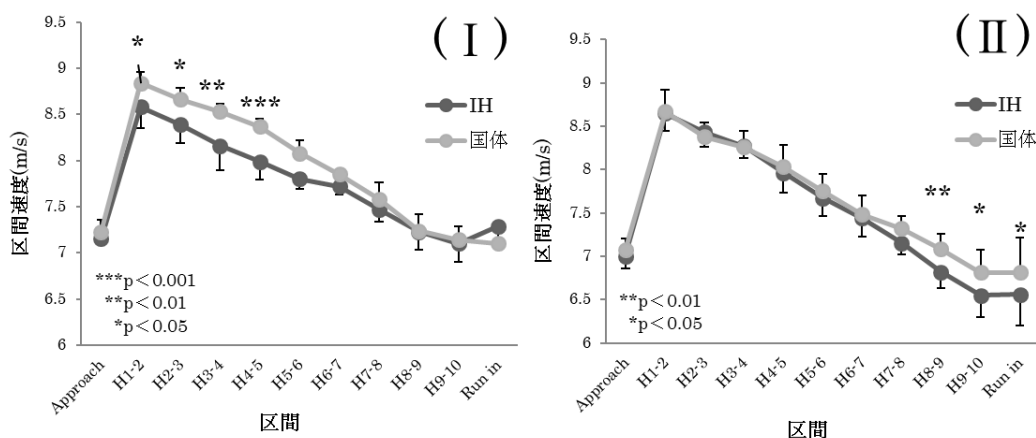 (Ⅰ)
9.5
9
8.5
8
7.5
7
6.5
6
区間速度(m/s)
*
*
**
***
IH
国体
***p<0.001
**p<0.01
*p<0.05
Approach
H1-2
H2-3
H3-4
H4-5
H5-6
H6-7
H7-8
H8-9
H9-10
Run in
区間
(Ⅱ)
9.5
9
8.5
8
7.5
7
6.5
6
区間速度(m/s)
IH
国体
**
*
*
**p<0.01
*p<0.05
Approach
H1-2
H2-3
H3-4
H4-5
H5-6
H6-7
H7-8
H8-9
H9-10
Run in
区間